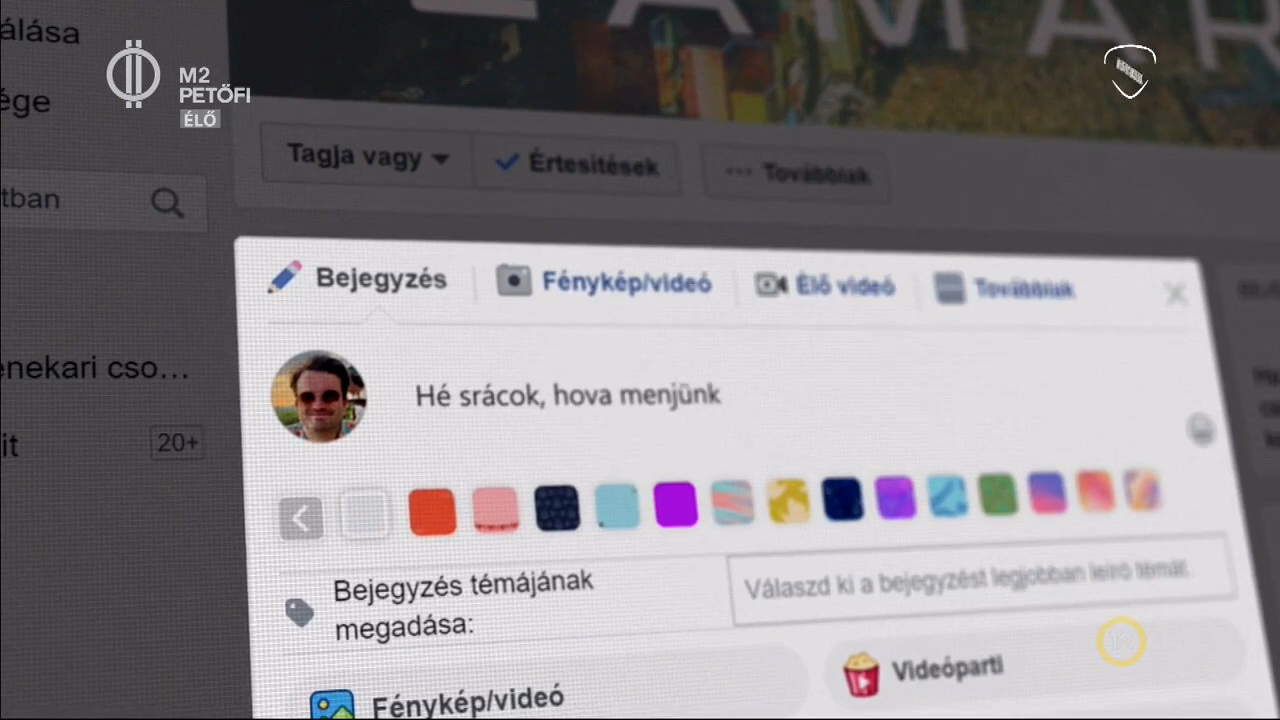 LAMAR
álása
M2
PETŐFI
ÉLŐ
ége
Tagja vagy
Értesítések
Továbbiak
tban
Bejegyzés
Fénykép/videó
Élő videó
Továbbiak
enekari cso...
Hé srácok, hova menjünk
it
20+
Bejegyzés témájának
megadása:
Válaszd ki a bejegyzést legjobban leíró témát.
Fénykép/videó
Videóparti